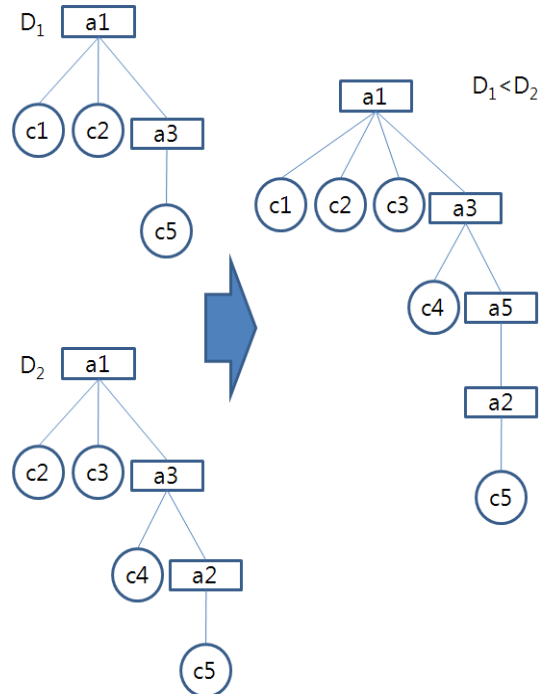 D1 a1
c1 c2 a3
c5
D2 a1
c2 c3 a3
c4 a2
c5
D1<D2
a1
c1 c2 c3 a3
c4 a5
a2
c5